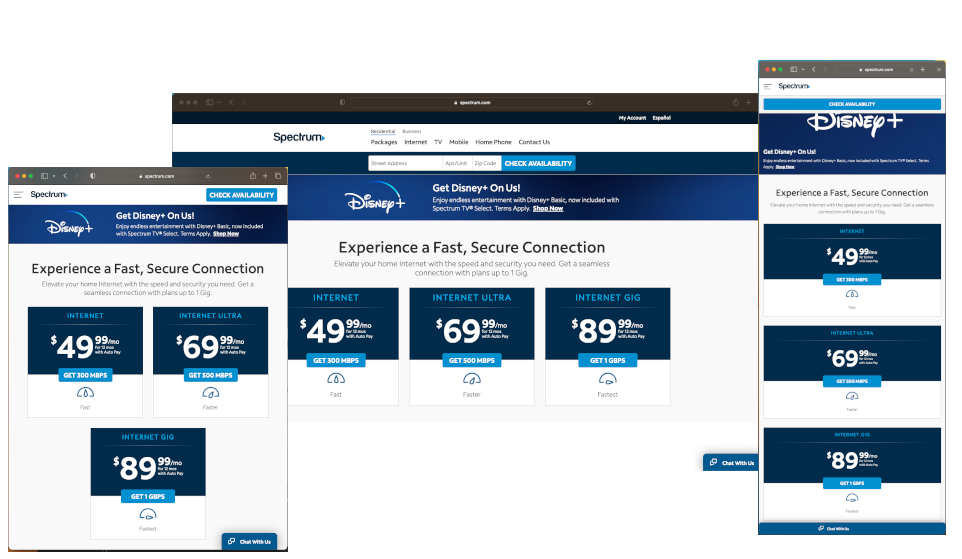 spectrum.com
Spectrum
CHECK AVAILABILITY
Disney+
Get Disney+ On Us!
Enjoy endless entertainment with Disney+ Basic, now included
with Spectrum TV® Select. Terms Apply. Shop Now
Experience a Fast, Secure Connection
Elevate your home Internet with the speed and security you need. Get a
seamless connection with plans up to 1 Gig.
INTERNET
$49.99/mo
for 12 mos
with Auto Pay
GET 300 MBPS
Fast
INTERNET ULTRA
$69.99/mo
for 12 mos
with Auto Pay
GET 500 MBPS
Faster
INTERNET GIG
$89.99/mo
for 12 mos
with Auto Pay
GET 1 GBPS
Fastest
Chat With Us
spectrum.com
My Account Español
Spectrum
Residential Business
Packages Internet TV Mobile Home Phone Contact Us
Street Address Apt/Unit Zip Code CHECK AVAILABILITY
Disney+
Get Disney+ On Us!
Enjoy endless entertainment with Disney+ Basic, now included with
Spectrum TV® Select. Terms Apply. Shop Now
Experience a Fast, Secure Connection
Elevate your home Internet with the speed and security you need. Get a seamless
connection with plans up to 1 Gig.
INTERNET
$49.99/mo
for 12 mos
with Auto Pay
GET 300 MBPS
Fast
INTERNET ULTRA
$69.99/mo
for 12 mos
with Auto Pay
GET 500 MBPS
Faster
INTERNET GIG
$89.99/mo
for 12 mos
with Auto Pay
GET 1 GBPS
Fastest
Chat With Us
spectrum.com
Spectrum
CHECK AVAILABILITY
Disney+
Get Disney+ On Us!
Enjoy endless entertainment with Disney+ Basic, now included with Spectrum TV® Select. Terms
Apply. Shop Now
Experience a Fast, Secure Connection
Elevate your home Internet with the speed and security you need. Get a seamless
connection with plans up to 1 Gig.
INTERNET
$49.99/mo
for 12 mos
with Auto Pay
GET 300 MBPS
Fast
INTERNET ULTRA
$69.99/mo
for 12 mos
with Auto Pay
GET 500 MBPS
Faster
INTERNET GIG
$89.99/mo
for 12 mos
with Auto Pay
GET 1 GBPS
Fastest
Chat With Us